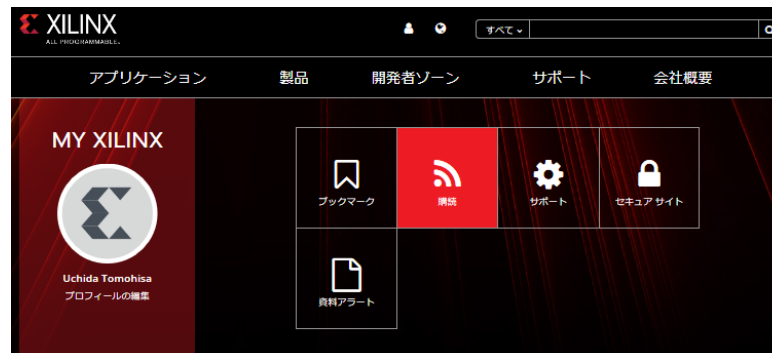 XILINX
ALL PROGRAMMABLE.
すべて
アプリケーション 製品 開発者ゾーン サポート 会社概要
MY XILINX
ブックマーク 購読 サポート セキュア サイト
Uchida Tomohisa
プロフィールの編集
資料アラート